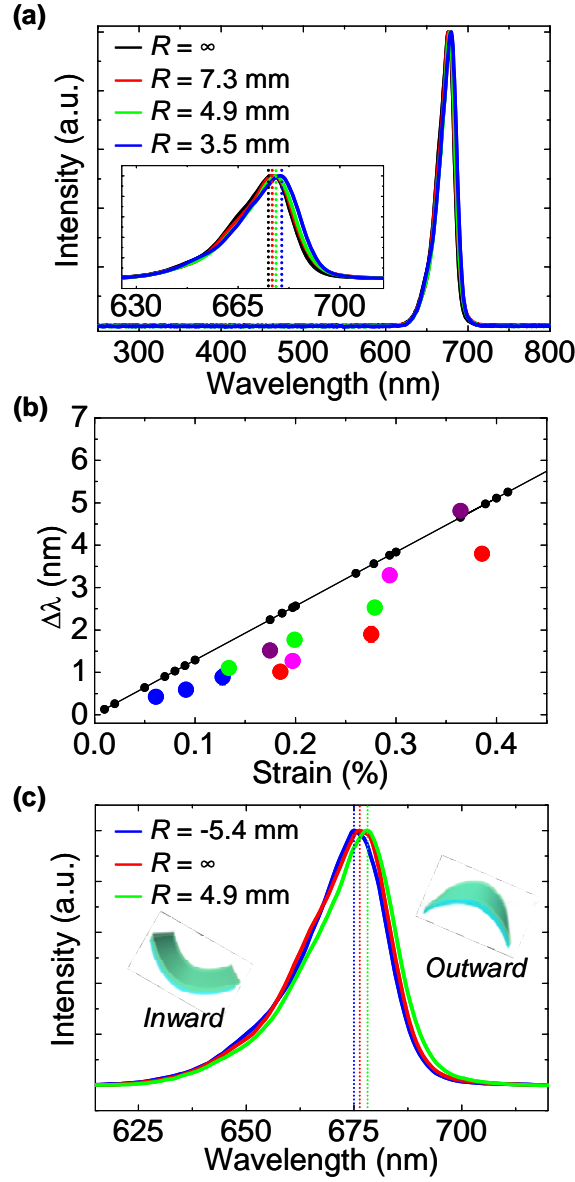 (a)
R = ∞
R = 7.3 mm
R = 4.9 mm
R = 3.5 mm
Intensity (a.u.)
630 665 700
300 400 500 600 700 800
Wavelength (nm)
(b)
7
6
5
4
3
2
1
0
Δλ (nm)
0.0 0.1 0.2 0.3 0.4
Strain (%)
(c)
R = -5.4 mm
R = ∞
R = 4.9 mm
Intensity (a.u.)
Inward
Outward
625 650 675 700
Wavelength (nm)